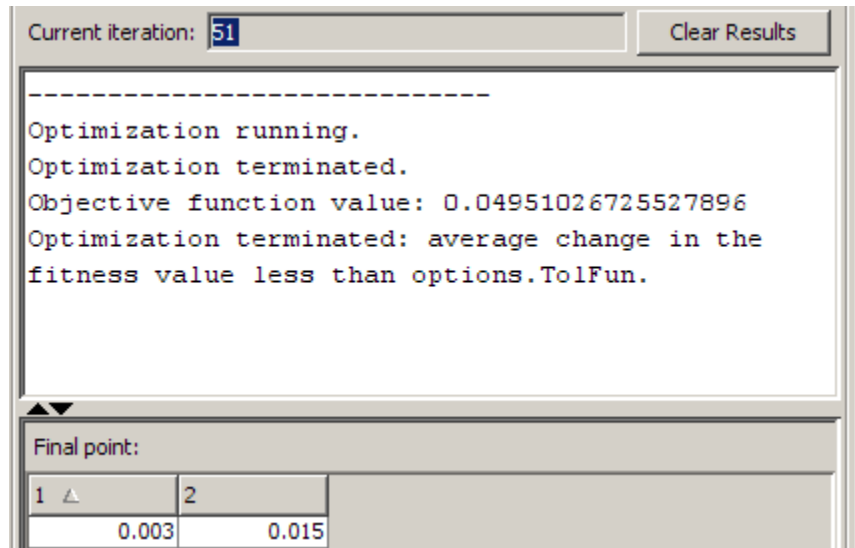 Current iteration: 51 Clear Results
------------------------------
Optimization running.
Optimization terminated.
Objective function value: 0.04951026725527896
Optimization terminated: average change in the
fitness value less than options.TolFun.
Final point:
1 2
0.003 0.015